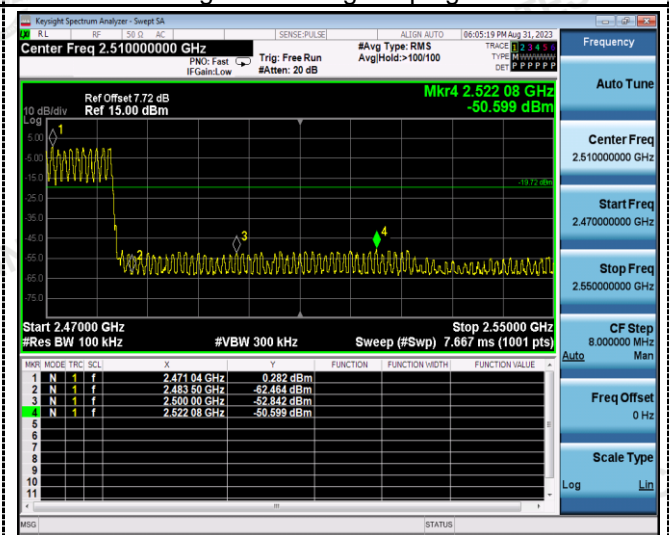 Keysight Spectrum Analyzer - Swept SA
RL RF 50 Ω AC SENSE:PULSE ALIGN AUTO 06:05:19 PM Aug 31, 2023
Center Freq 2.510000000 GHz
PNO: Fast
IFGain:Low
Trig: Free Run
#Atten: 20 dB
#Avg Type: RMS
Avg|Hold:>100/100
TRACE 1 2 3 4 5 6
TYPE MWWWWW
DET P P P P P P
Ref Offset 7.72 dB
10 dB/div Ref 15.00 dBm
Log
Mkr4 2.522 08 GHz
-50.599 dBm
5.00
-5.00
-15.0
-25.0
-35.0
-45.0
-55.0
-65.0
-75.0
1
2
3
4
-19.72 dBm
Start 2.47000 GHz Stop 2.55000 GHz
#Res BW 100 kHz #VBW 300 kHz Sweep (#Swp) 7.667 ms (1001 pts)
MKR MODE TRC SCL X Y FUNCTION FUNCTION WIDTH FUNCTION VALUE
1 N 1 f 2.471 04 GHz 0.282 dBm
2 N 1 f 2.483 50 GHz -62.464 dBm
3 N 1 f 2.500 00 GHz -52.842 dBm
4 N 1 f 2.522 08 GHz -50.599 dBm
5
6
7
8
9
10
11
MSG STATUS
Frequency
Auto Tune
Center Freq
2.510000000 GHz
Start Freq
2.470000000 GHz
Stop Freq
2.550000000 GHz
CF Step
8.000000 MHz
Auto Man
Freq Offset
0 Hz
Scale Type
Log Lin